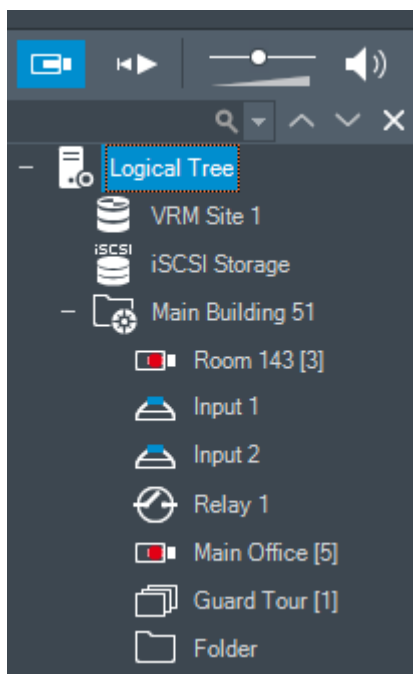 Logical Tree
VRM Site 1
iSCSI
iSCSI Storage
Main Building 51
Room 143 [3]
Input 1
Input 2
Relay 1
Main Office [5]
Guard Tour [1]
Folder